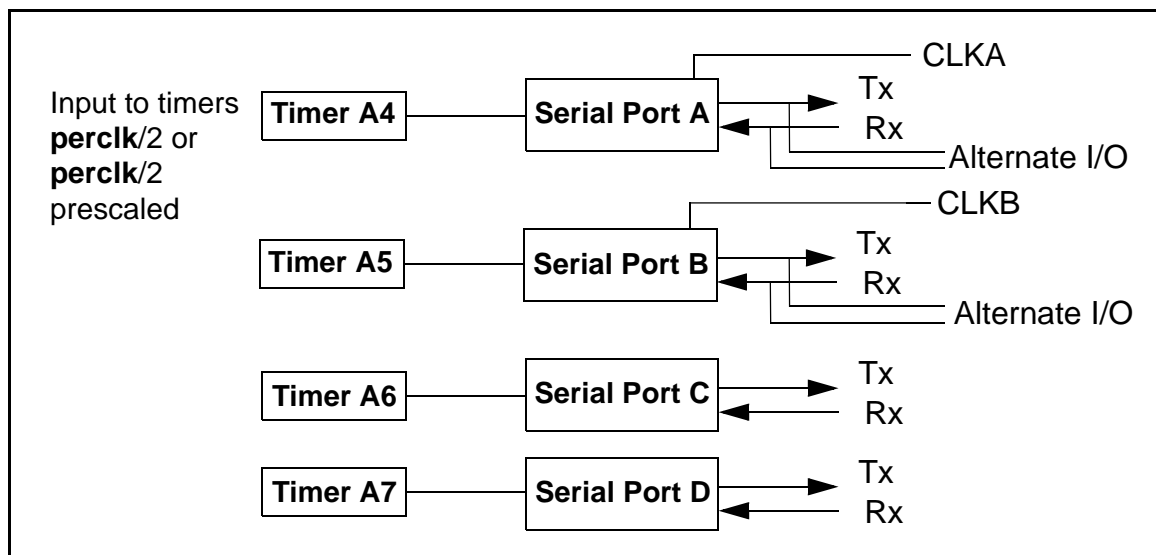 Input to timers
perclk/2 or
perclk/2
prescaled
CLKA
Timer A4
Serial Port A
Tx
Rx
Alternate I/O
CLKB
Timer A5
Serial Port B
Tx
Rx
Alternate I/O
Timer A6
Serial Port C
Tx
Rx
Timer A7
Serial Port D
Tx
Rx